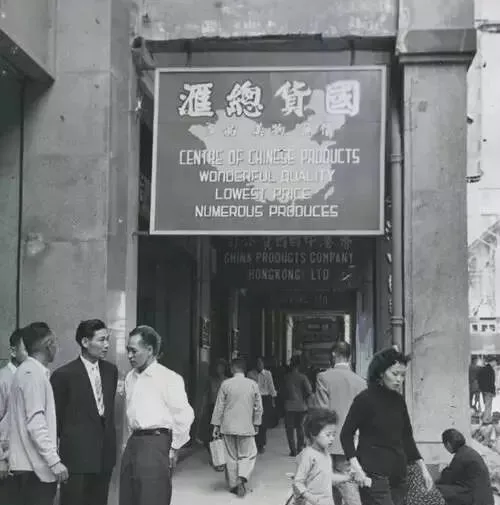 國貨總滙
CENTRE OF CHINESE PRODUCTS
WONDERFUL QUALITY
LOWEST PRICE
NUMEROUS PRODUCES
CHINA PRODUCTS COMPANY
HONGKONG) LTD